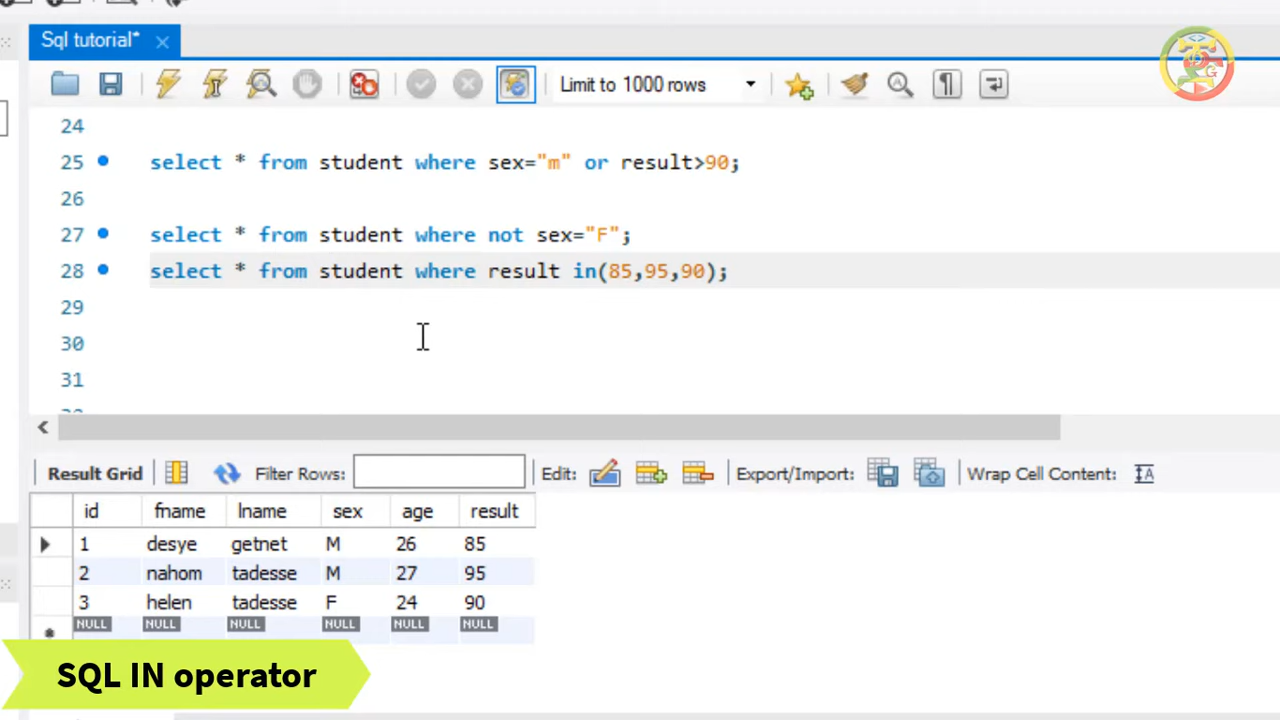 Sql tutorial*
Limit to 1000 rows
24
25 select * from student where sex="m" or result>90;
26
27 select * from student where not sex="F";
28 select * from student where result in(85,95,90);
29
30
31
Result Grid Filter Rows: Edit: Export/Import: Wrap Cell Content:
id fname lname sex age result
1 desye getnet M 26 85
2 nahom tadesse M 27 95
3 helen tadesse F 24 90
NULL NULL NULL NULL NULL NULL
SQL IN operator